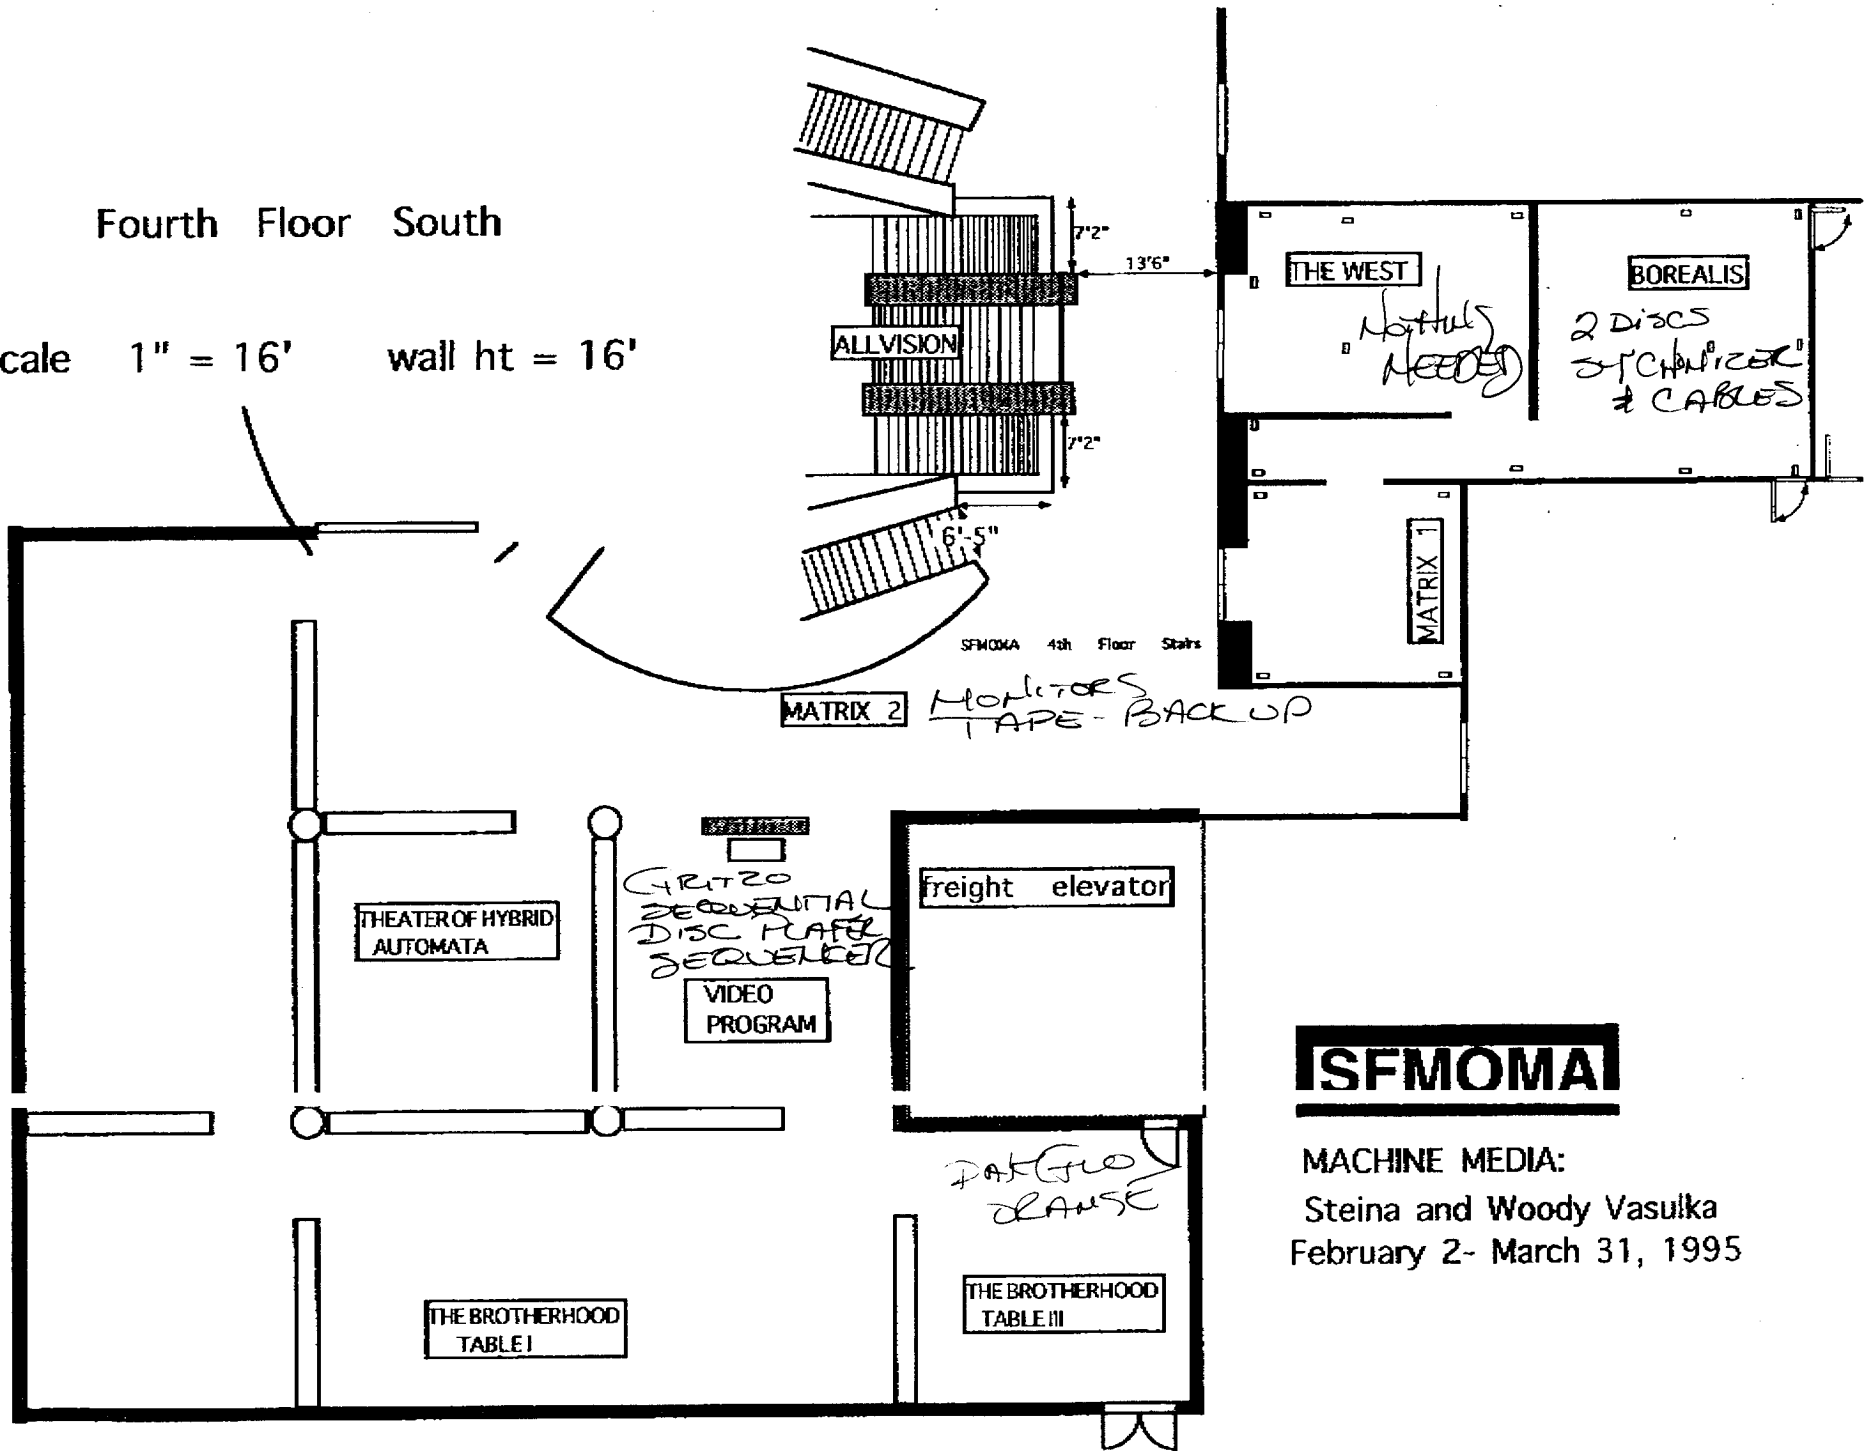 Fourth Floor South
cale 1" = 16' wall ht = 16'
7'2"
13'6"
ALLVISION
7'2"
6'-5"
THE WEST
NOTHING
NEEDED
BOREALIS
2 DISCS
& CABLES
MATRIX 1
SFMOMA 4th Floor Stairs
MATRIX 2
MONITORS
TAPE - BACK UP
freight elevator
THEATER OF HYBRID
AUTOMATA
SEQUENTIAL
DISC PLAYER
SEQUENCER
VIDEO
PROGRAM
ORANGE
THE BROTHERHOOD
TABLE I
THE BROTHERHOOD
TABLE III
SFMOMA
MACHINE MEDIA:
Steina and Woody Vasulka
February 2- March 31, 1995